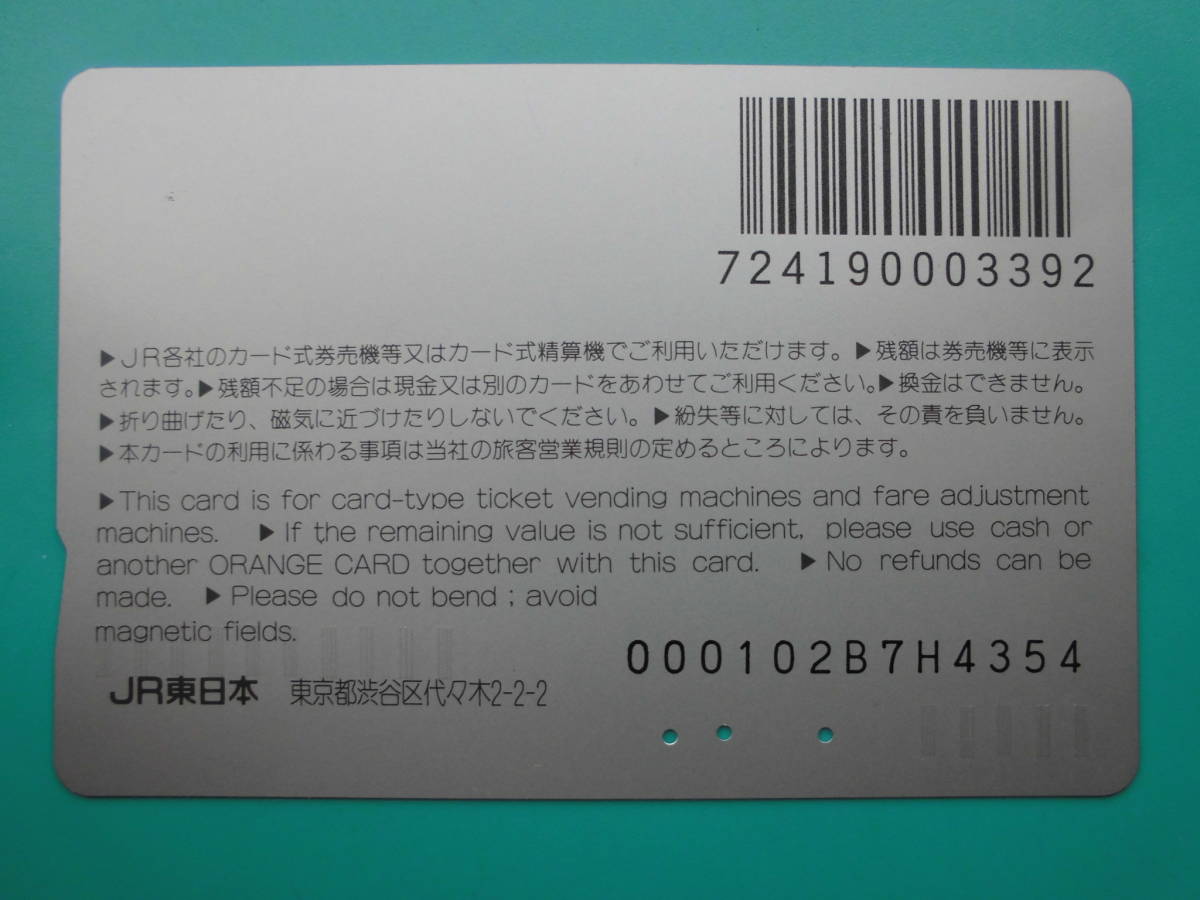 724190003392
▶JR各社のカード式券売機等又はカード式精算機でご利用いただけます。▶残額は券売機等に表示
されます。▶残額不足の場合は現金又は別のカードをあわせてご利用ください。▶換金はできません。
▶折り曲げたり、磁気に近づけたりしないでください。▶紛失等に対しては、その責を負いません。
▶本カードの利用に係わる事項は当社の旅客営業規則の定めるところによります。
▶This card is for card-type ticket vending machines and fare adjustment
machines. ▶If the remaining value is not sufficient, please use cash or
another ORANGE CARD together with this card. ▶No refunds can be
made. ▶Please do not bend; avoid
magnetic fields.
000102B7H4354
JR東日本 東京都渋谷区代々木2-2-2